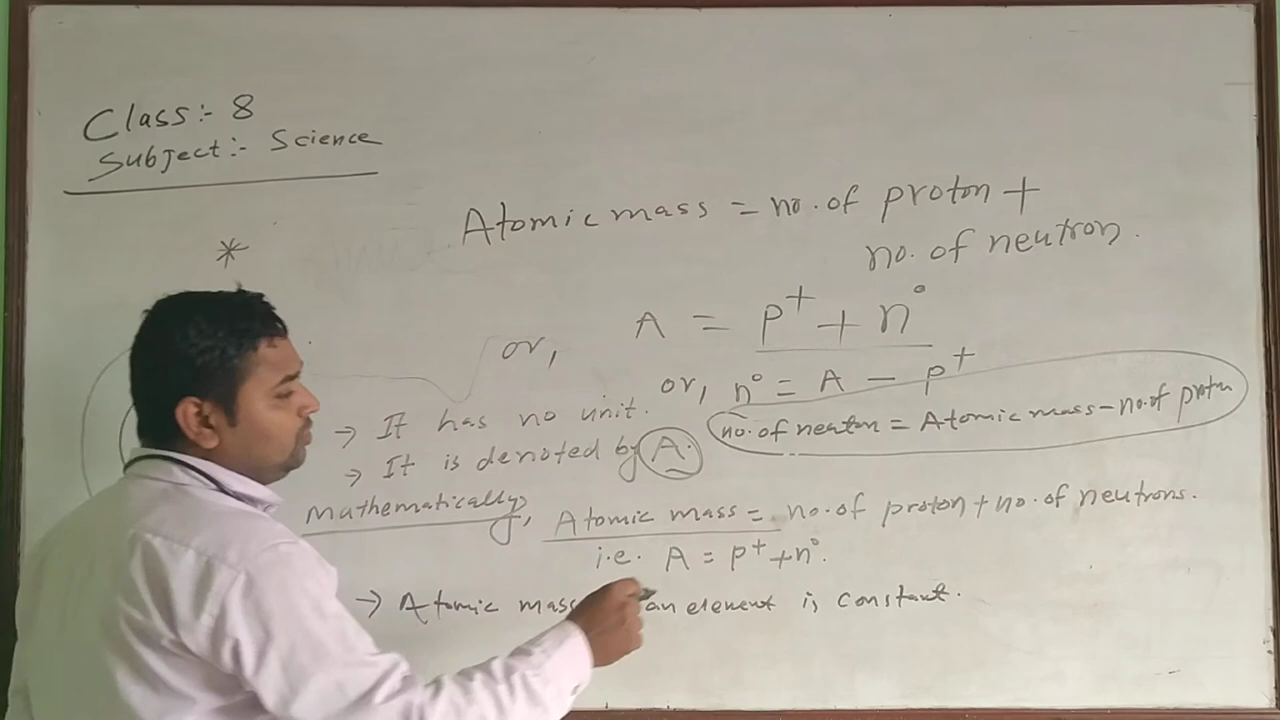 Class:- 8
Subject:- Science
*
Atomic mass = no. of proton +
no. of neutron.
or, A = p⁺ + n°
or, n° = A - p⁺
no. of neutron = Atomic mass - no. of proton
→ It has no unit.
→ It is denoted by A.
Mathematically,
Atomic mass = no. of proton + no. of neutrons.
i.e. A = p⁺ + n°.
→ Atomic mass an element is constant.